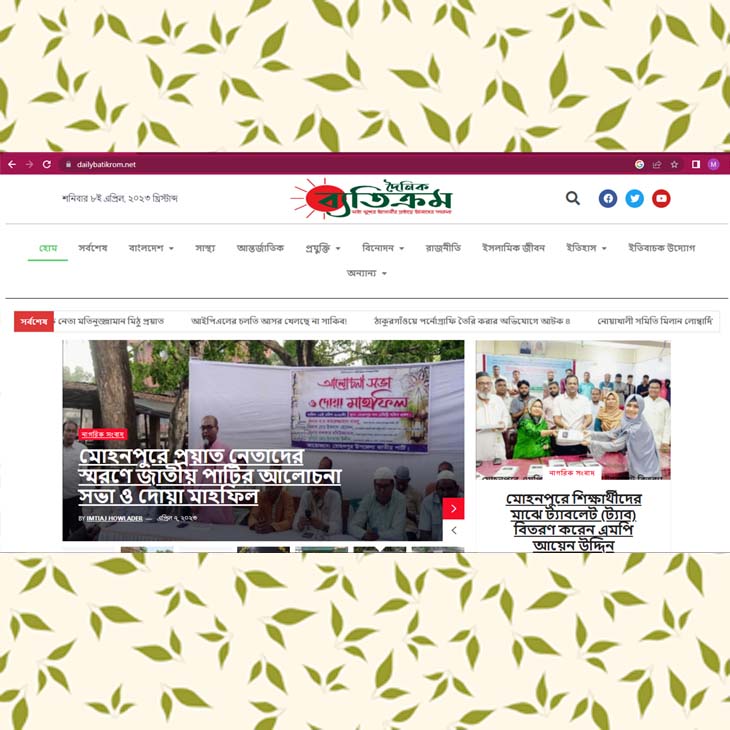 dailybatikrom.net
M
শনিবার ৮ই এপ্রিল, ২০২৩ খ্রিস্টাব্দ
দৈনিক
ব্যতিক্রম
হোম সর্বশেষ বাংলাদেশ সাস্থ্য আন্তর্জাতিক প্রযুক্তি বিনোদন রাজনীতি ইসলামিক জীবন ইতিহাস ইতিবাচক উদ্যোগ
অন্যান্য
সর্বশেষ নেতা মতিনুজ্জামান মিঠু প্রয়াত আইপিএলের চলতি আসর খেলছে না সাকিব! ঠাকুরগাঁওয়ে পর্নোগ্রাফি তৈরি করার অভিযোগে আটক ৪ নোয়াখালী সমিতি মিলান লোম্বার্দি
আলোচনা সভা
ও দোয়া মাহফিল
নাগরিক সংবাদ
মোহনপুরে প্রয়াত নেতাদের
স্মরণে জাতীয় পার্টির আলোচনা
সভা ও দোয়া মাহফিল
BY IMTIAJ HOWLADER — এপ্রিল ৭, ২০২৩
নাগরিক সংবাদ
মোহনপুরে শিক্ষার্থীদের
মাঝে ট্যাবলেট (ট্যাব)
বিতরণ করেন এমপি
আয়েন উদ্দিন